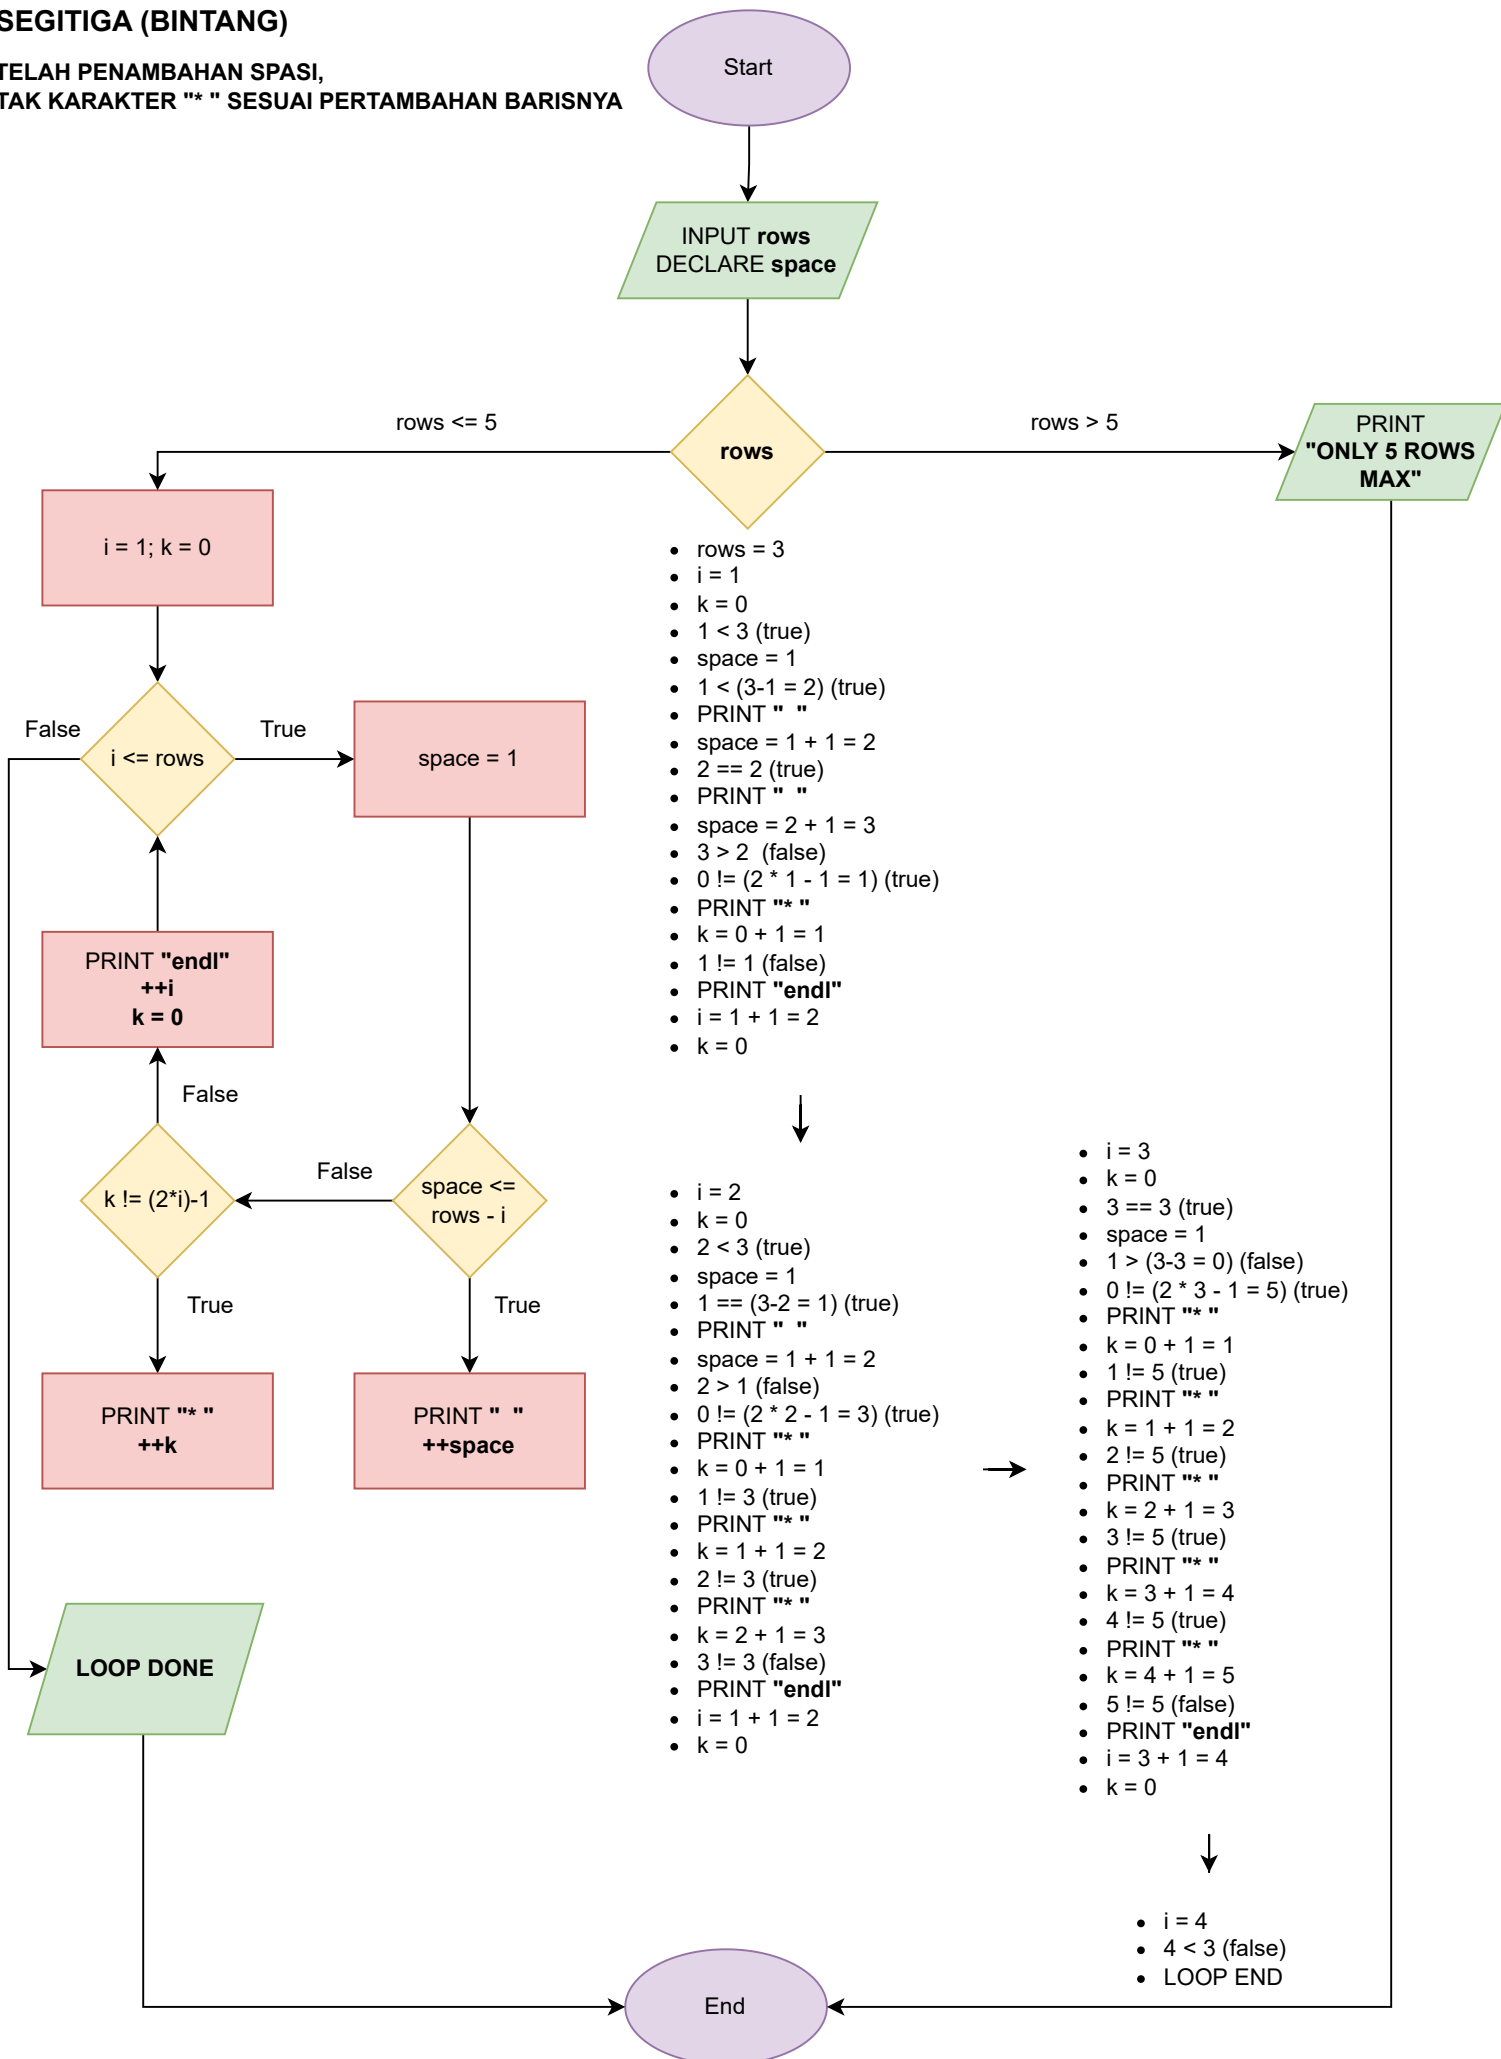 SEGITIGA (BINTANG)
TELAH PENAMBAHAN SPASI,
TAK KARAKTER "* " SESUAI PERTAMBAHAN BARISNYA
Start
INPUT rows
DECLARE space
rows <= 5
rows
rows > 5
PRINT
"ONLY 5 ROWS
MAX"
i = 1; k = 0
False
i <= rows
True
space = 1
PRINT "endl"
++i
k = 0
False
k != (2*i)-1
False
space <=
rows - i
True
True
PRINT "* "
++k
PRINT "  "
++space
LOOP DONE
• rows = 3
• i = 1
• k = 0
• 1 < 3 (true)
• space = 1
• 1 < (3-1 = 2) (true)
• PRINT "  "
• space = 1 + 1 = 2
• 2 == 2 (true)
• PRINT "  "
• space = 2 + 1 = 3
• 3 > 2  (false)
• 0 != (2 * 1 - 1 = 1) (true)
• PRINT "* "
• k = 0 + 1 = 1
• 1 != 1 (false)
• PRINT "endl"
• i = 1 + 1 = 2
• k = 0
• i = 2
• k = 0
• 2 < 3 (true)
• space = 1
• 1 == (3-2 = 1) (true)
• PRINT "  "
• space = 1 + 1 = 2
• 2 > 1 (false)
• 0 != (2 * 2 - 1 = 3) (true)
• PRINT "* "
• k = 0 + 1 = 1
• 1 != 3 (true)
• PRINT "* "
• k = 1 + 1 = 2
• 2 != 3 (true)
• PRINT "* "
• k = 2 + 1 = 3
• 3 != 3 (false)
• PRINT "endl"
• i = 1 + 1 = 2
• k = 0
• i = 3
• k = 0
• 3 == 3 (true)
• space = 1
• 1 > (3-3 = 0) (false)
• 0 != (2 * 3 - 1 = 5) (true)
• PRINT "* "
• k = 0 + 1 = 1
• 1 != 5 (true)
• PRINT "* "
• k = 1 + 1 = 2
• 2 != 5 (true)
• PRINT "* "
• k = 2 + 1 = 3
• 3 != 5 (true)
• PRINT "* "
• k = 3 + 1 = 4
• 4 != 5 (true)
• PRINT "* "
• k = 4 + 1 = 5
• 5 != 5 (false)
• PRINT "endl"
• i = 3 + 1 = 4
• k = 0
• i = 4
• 4 < 3 (false)
• LOOP END
End